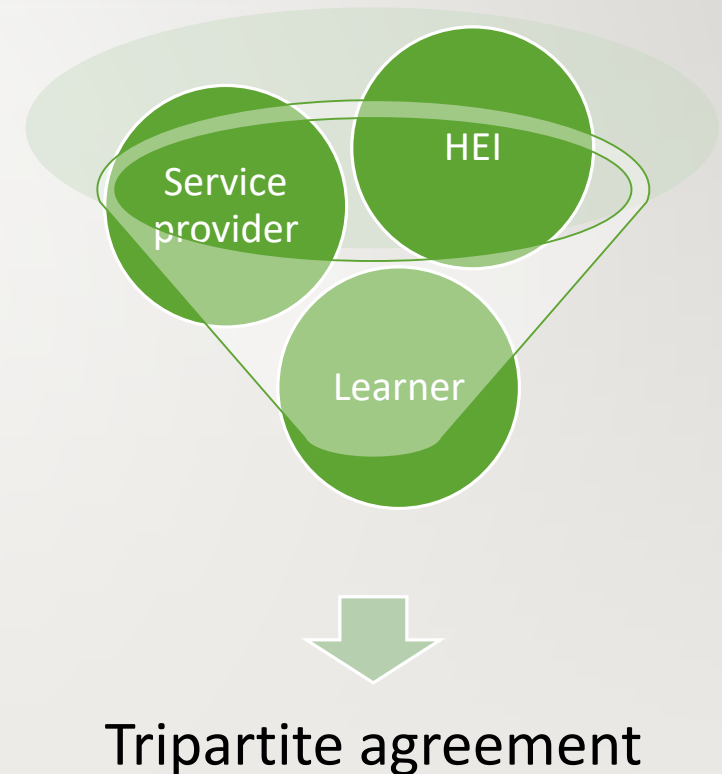 HEI
Service
provider
Learner
Tripartite agreement